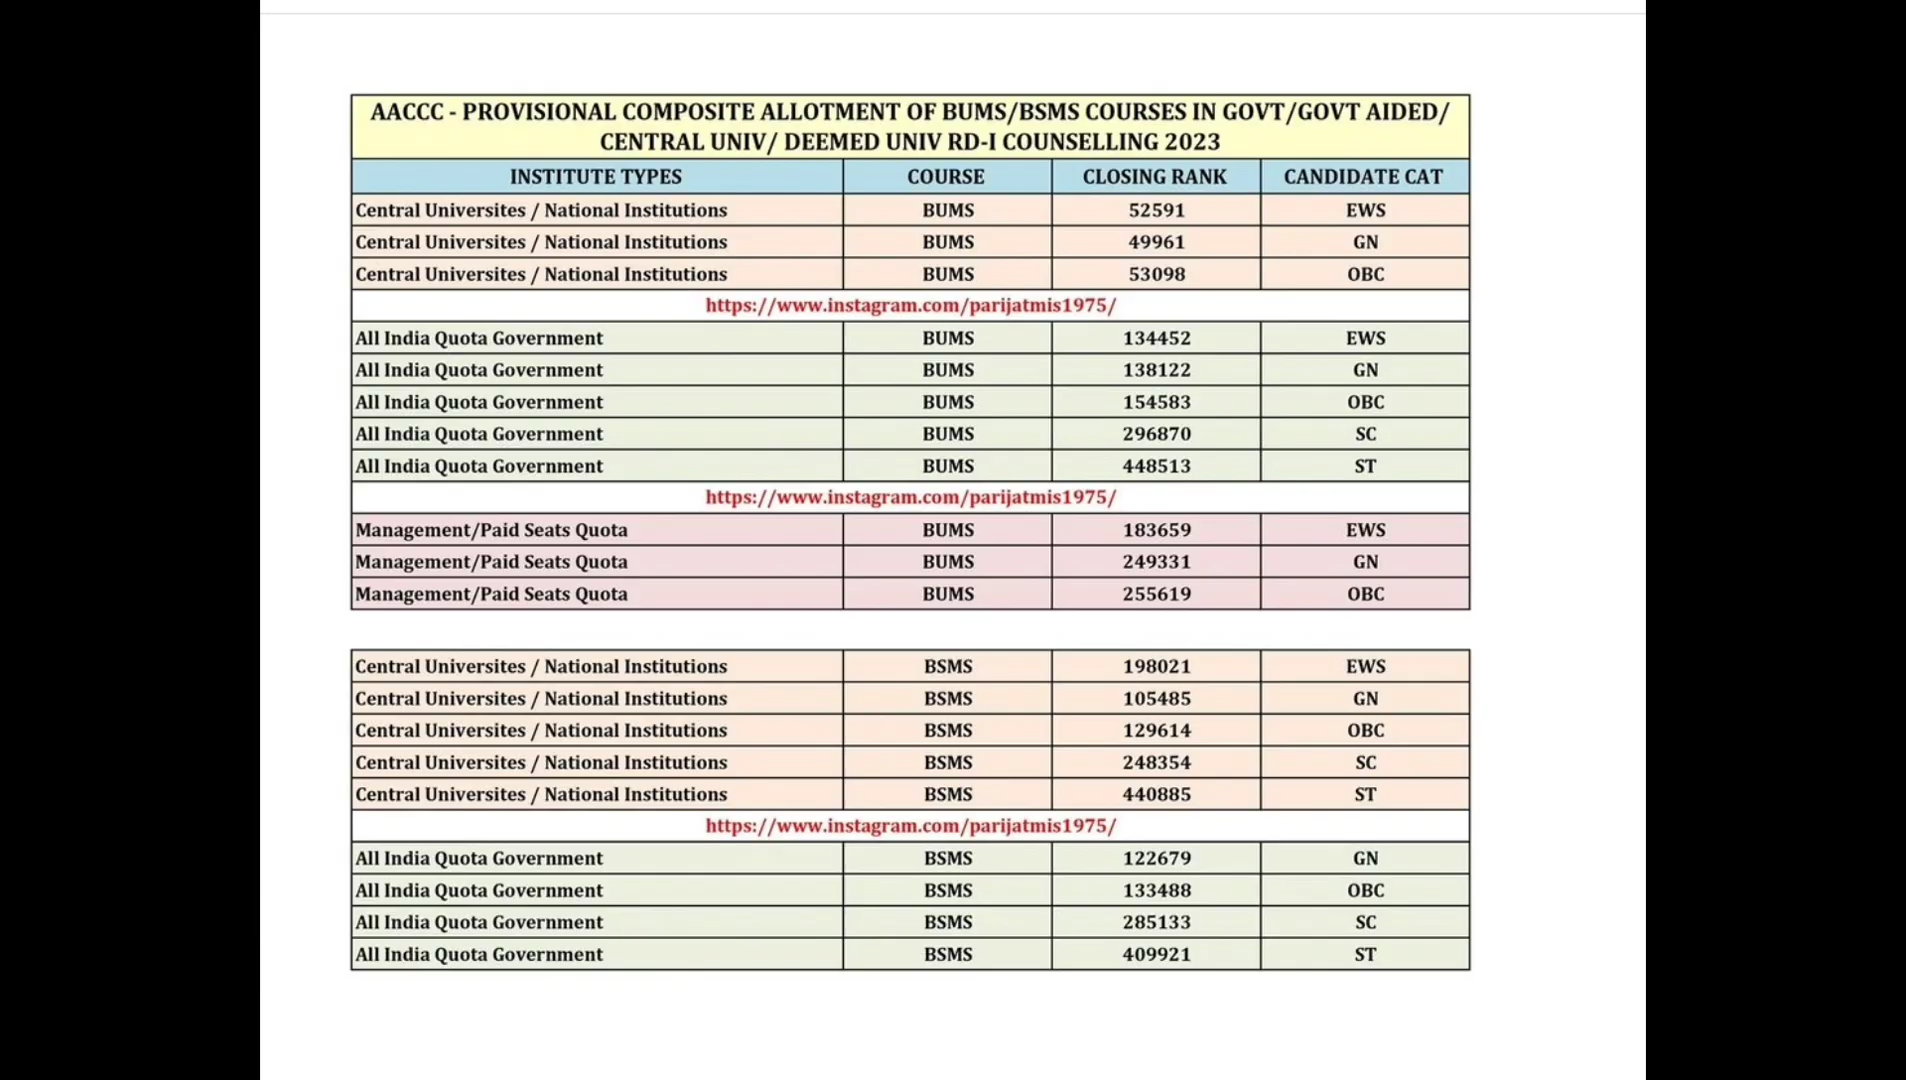 AACCC - PROVISIONAL COMPOSITE ALLOTMENT OF BUMS/BSMS COURSES IN GOVT/GOVT AIDED/
CENTRAL UNIV/ DEEMED UNIV RD-I COUNSELLING 2023
INSTITUTE TYPES COURSE CLOSING RANK CANDIDATE CAT
Central Universites / National Institutions BUMS 52591 EWS
Central Universites / National Institutions BUMS 49961 GN
Central Universites / National Institutions BUMS 53098 OBC
https://www.instagram.com/parijatmis1975/
All India Quota Government BUMS 134452 EWS
All India Quota Government BUMS 138122 GN
All India Quota Government BUMS 154583 OBC
All India Quota Government BUMS 296870 SC
All India Quota Government BUMS 448513 ST
https://www.instagram.com/parijatmis1975/
Management/Paid Seats Quota BUMS 183659 EWS
Management/Paid Seats Quota BUMS 249331 GN
Management/Paid Seats Quota BUMS 255619 OBC
Central Universites / National Institutions BSMS 198021 EWS
Central Universites / National Institutions BSMS 105485 GN
Central Universites / National Institutions BSMS 129614 OBC
Central Universites / National Institutions BSMS 248354 SC
Central Universites / National Institutions BSMS 440885 ST
https://www.instagram.com/parijatmis1975/
All India Quota Government BSMS 122679 GN
All India Quota Government BSMS 133488 OBC
All India Quota Government BSMS 285133 SC
All India Quota Government BSMS 409921 ST